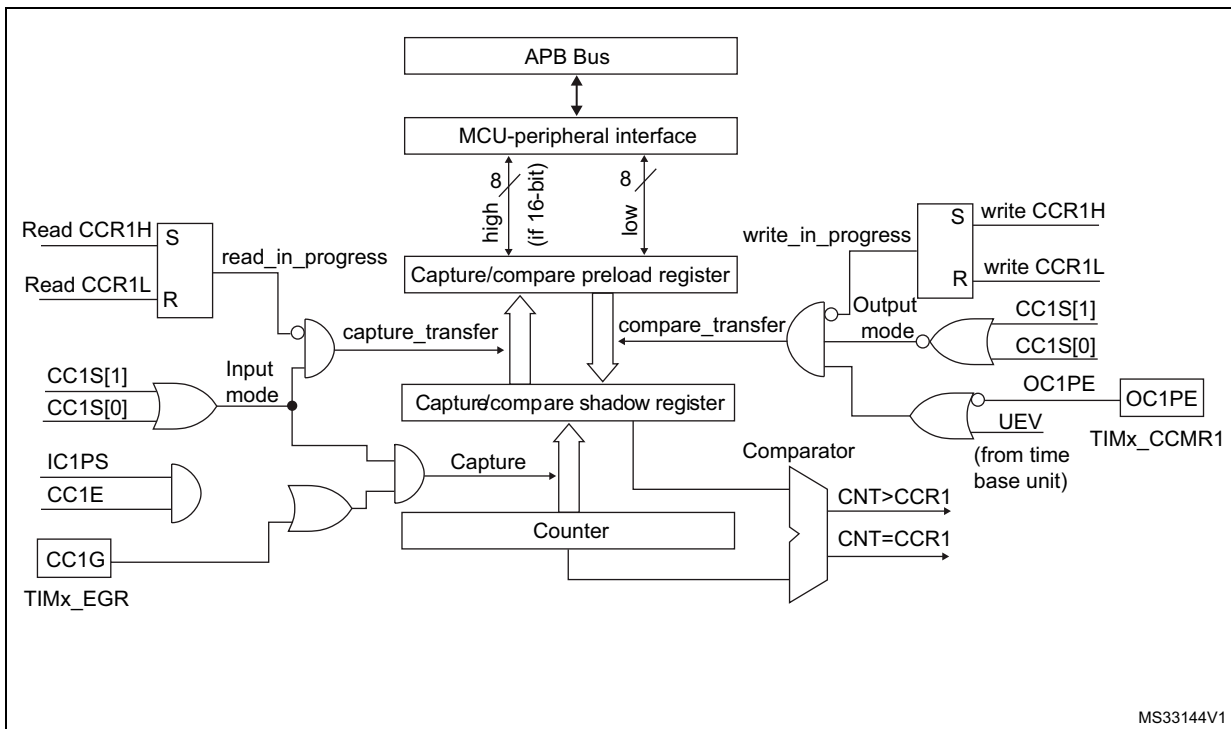 APB Bus
MCU-peripheral interface
8
high
(if 16-bit)
8
low
Read CCR1H
S
Read CCR1L
R
read_in_progress
write_in_progress
S
write CCR1H
R
write CCR1L
Capture/compare preload register
capture_transfer
compare_transfer
Output
mode
CC1S[1]
CC1S[0]
CC1S[1]
CC1S[0]
Input
mode
Capture/compare shadow register
OC1PE
OC1PE
UEV
TIMx_CCMR1
(from time
base unit)
IC1PS
CC1E
Capture
Comparator
CNT>CCR1
CNT=CCR1
Counter
CC1G
TIMx_EGR
MS33144V1